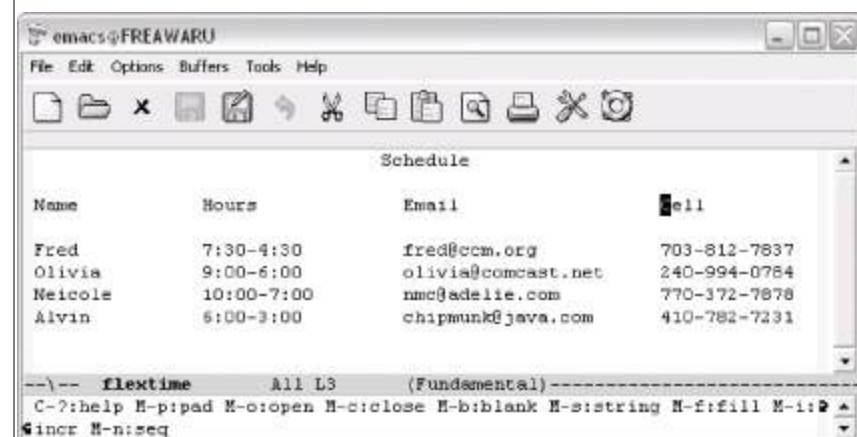 emacs@FREAWARU
File Edit Options Buffers Tools Help
Schedule
Name Hours Email Cell
Fred 7:30-4:30 fred@ccm.org 703-812-7837
Olivia 9:00-6:00 olivia@comcast.net 240-994-0784
Neicole 10:00-7:00 nmc@adelie.com 770-372-7878
Alvin 6:00-3:00 chipmunk@java.com 410-782-7231
--\-- flextime All L3 (Fundamental)--------------------------
C-?:help M-p:pad M-o:open M-c:close M-b:blank M-s:string M-f:fill M-i:
incr M-n:seq